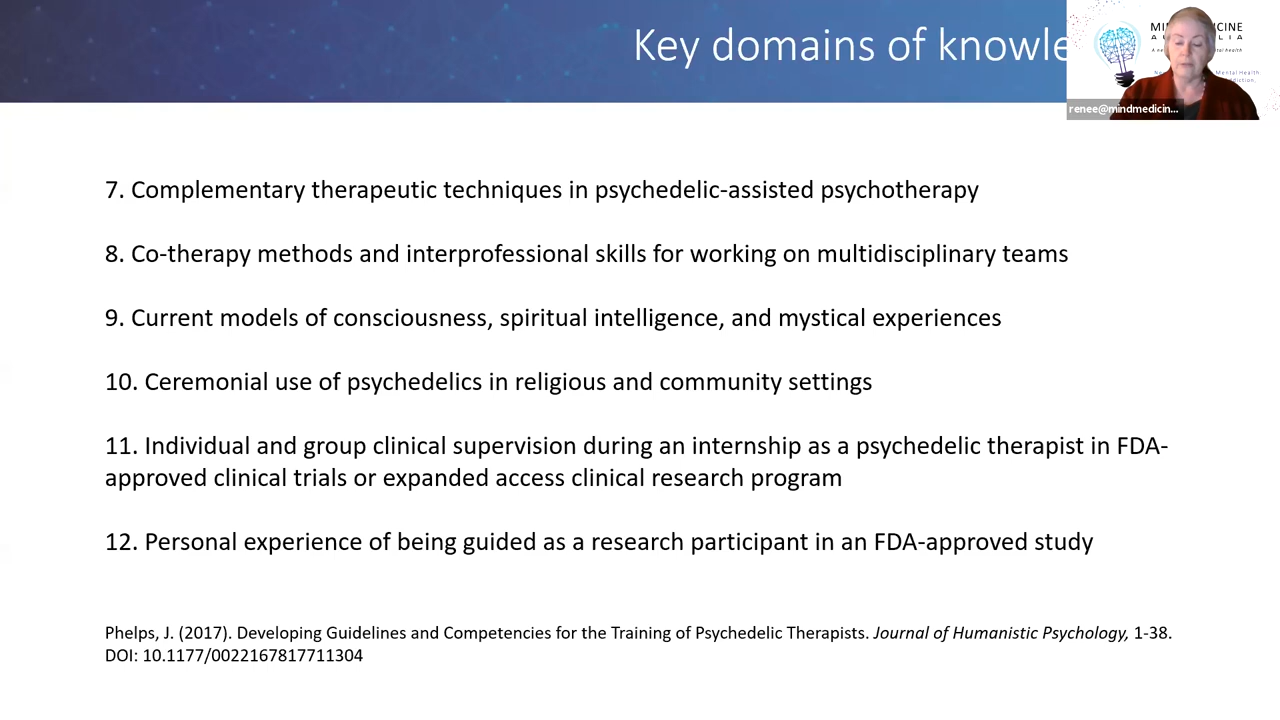 Key domains of knowle
MIND MEDICINE
AUSTRALIA
renee@mindmedicin...
7. Complementary therapeutic techniques in psychedelic-assisted psychotherapy
8. Co-therapy methods and interprofessional skills for working on multidisciplinary teams
9. Current models of consciousness, spiritual intelligence, and mystical experiences
10. Ceremonial use of psychedelics in religious and community settings
11. Individual and group clinical supervision during an internship as a psychedelic therapist in FDA-
approved clinical trials or expanded access clinical research program
12. Personal experience of being guided as a research participant in an FDA-approved study
Phelps, J. (2017). Developing Guidelines and Competencies for the Training of Psychedelic Therapists. Journal of Humanistic Psychology, 1-38.
DOI: 10.1177/0022167817711304